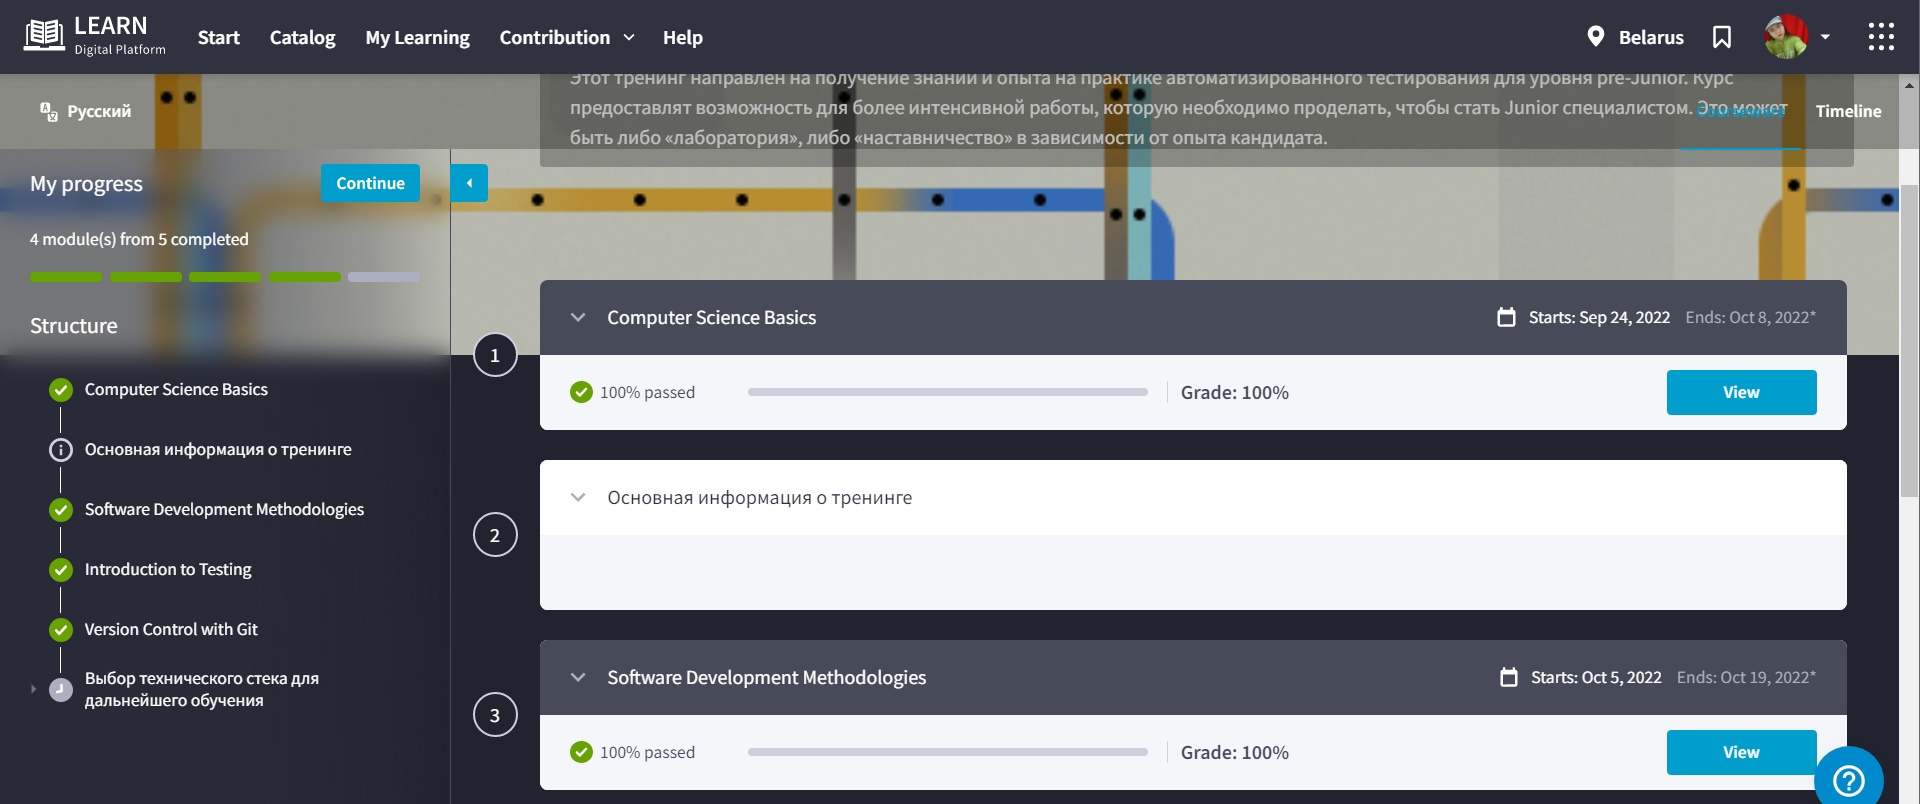 LEARN
Digital Platform
Start
Catalog
My Learning
Contribution
Help
Belarus
Русский
Этот тренинг направлен на получение знаний и опыта на практике автоматизированного тестирования для уровня pre-Junior. Курс
предоставлят возможность для более интенсивной работы, которую необходимо проделать, чтобы стать Junior специалистом. Это может
быть либо «лаборатория», либо «наставничество» в зависимости от опыта кандидата.
Courseware
Timeline
My progress
Continue
4 module(s) from 5 completed
Structure
Computer Science Basics
Основная информация о тренинге
Software Development Methodologies
Introduction to Testing
Version Control with Git
Выбор технического стека для
дальнейшего обучения
1
Computer Science Basics
Starts: Sep 24, 2022
Ends: Oct 8, 2022*
100% passed
Grade: 100%
View
2
Основная информация о тренинге
3
Software Development Methodologies
Starts: Oct 5, 2022
Ends: Oct 19, 2022*
100% passed
Grade: 100%
View